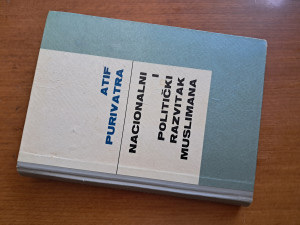 ATIF
PURIVATRA
NACIONALNI
I
POLITIČKI
RAZVITAK
MUSLIMANA